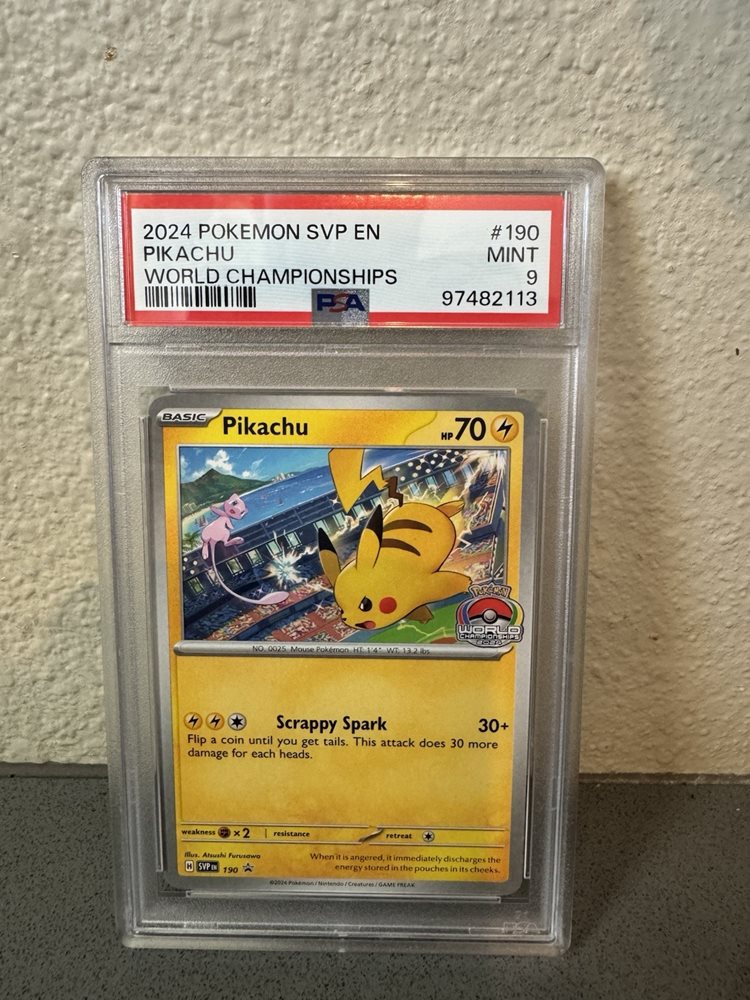 2024 POKEMON SVP EN #190
PIKACHU MINT
WORLD CHAMPIONSHIPS 9
PSA 97482113
BASIC Pikachu HP 70
POKÉMON
WORLD
CHAMPIONSHIPS
2024
NO. 0025 Mouse Pokémon HT: 1'4" WT: 13.2 lbs.
Scrappy Spark 30+
Flip a coin until you get tails. This attack does 30 more
damage for each heads.
weakness ×2 resistance retreat
Illus. Atsushi Furusawa
H SVP EN 190
When it is angered, it immediately discharges the
energy stored in the pouches in its cheeks.
©2024 Pokémon / Nintendo / Creatures / GAME FREAK